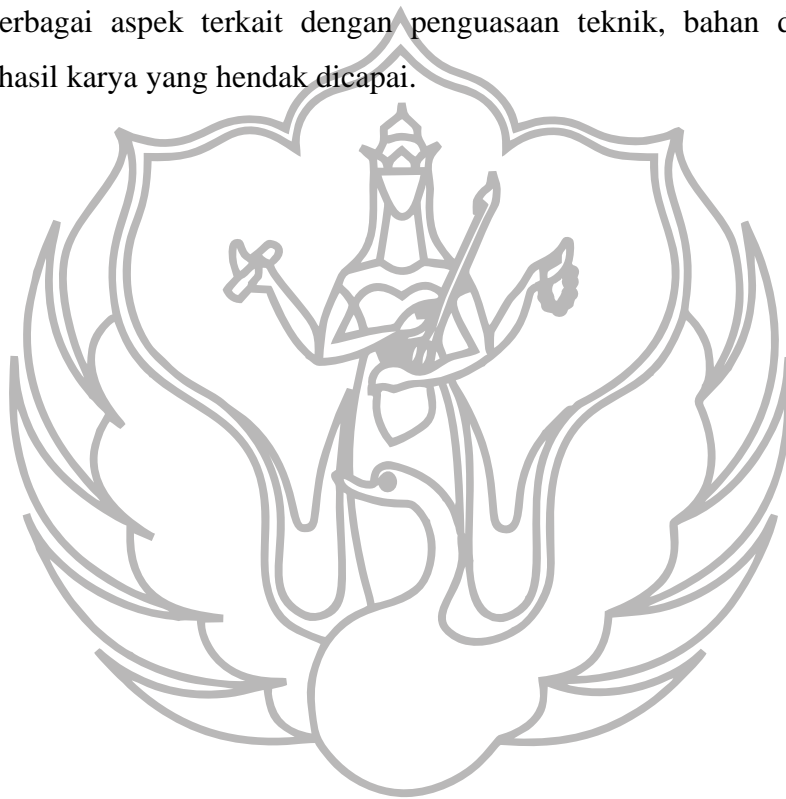 erbagai aspek terkait dengan penguasaan teknik, bahan d
hasil karya yang hendak dicapai.